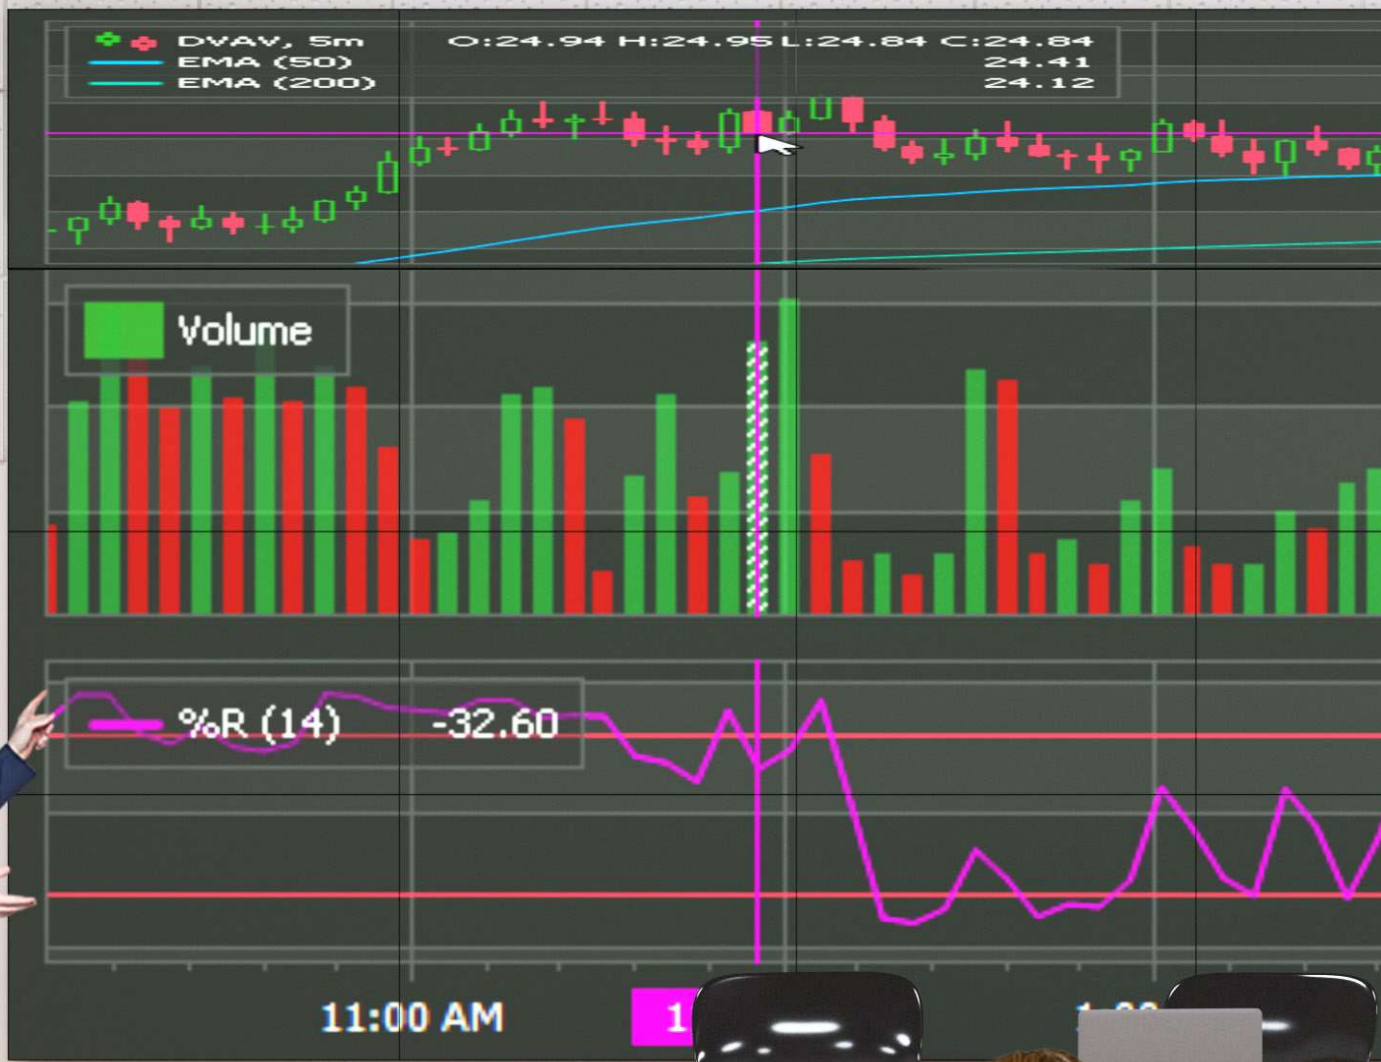 DVAV, 5m O:24.94 H:24.95 L:24.84 C:24.84
EMA (50) 24.41
EMA (200) 24.12
Volume
%R (14) -32.60
11:00 AM